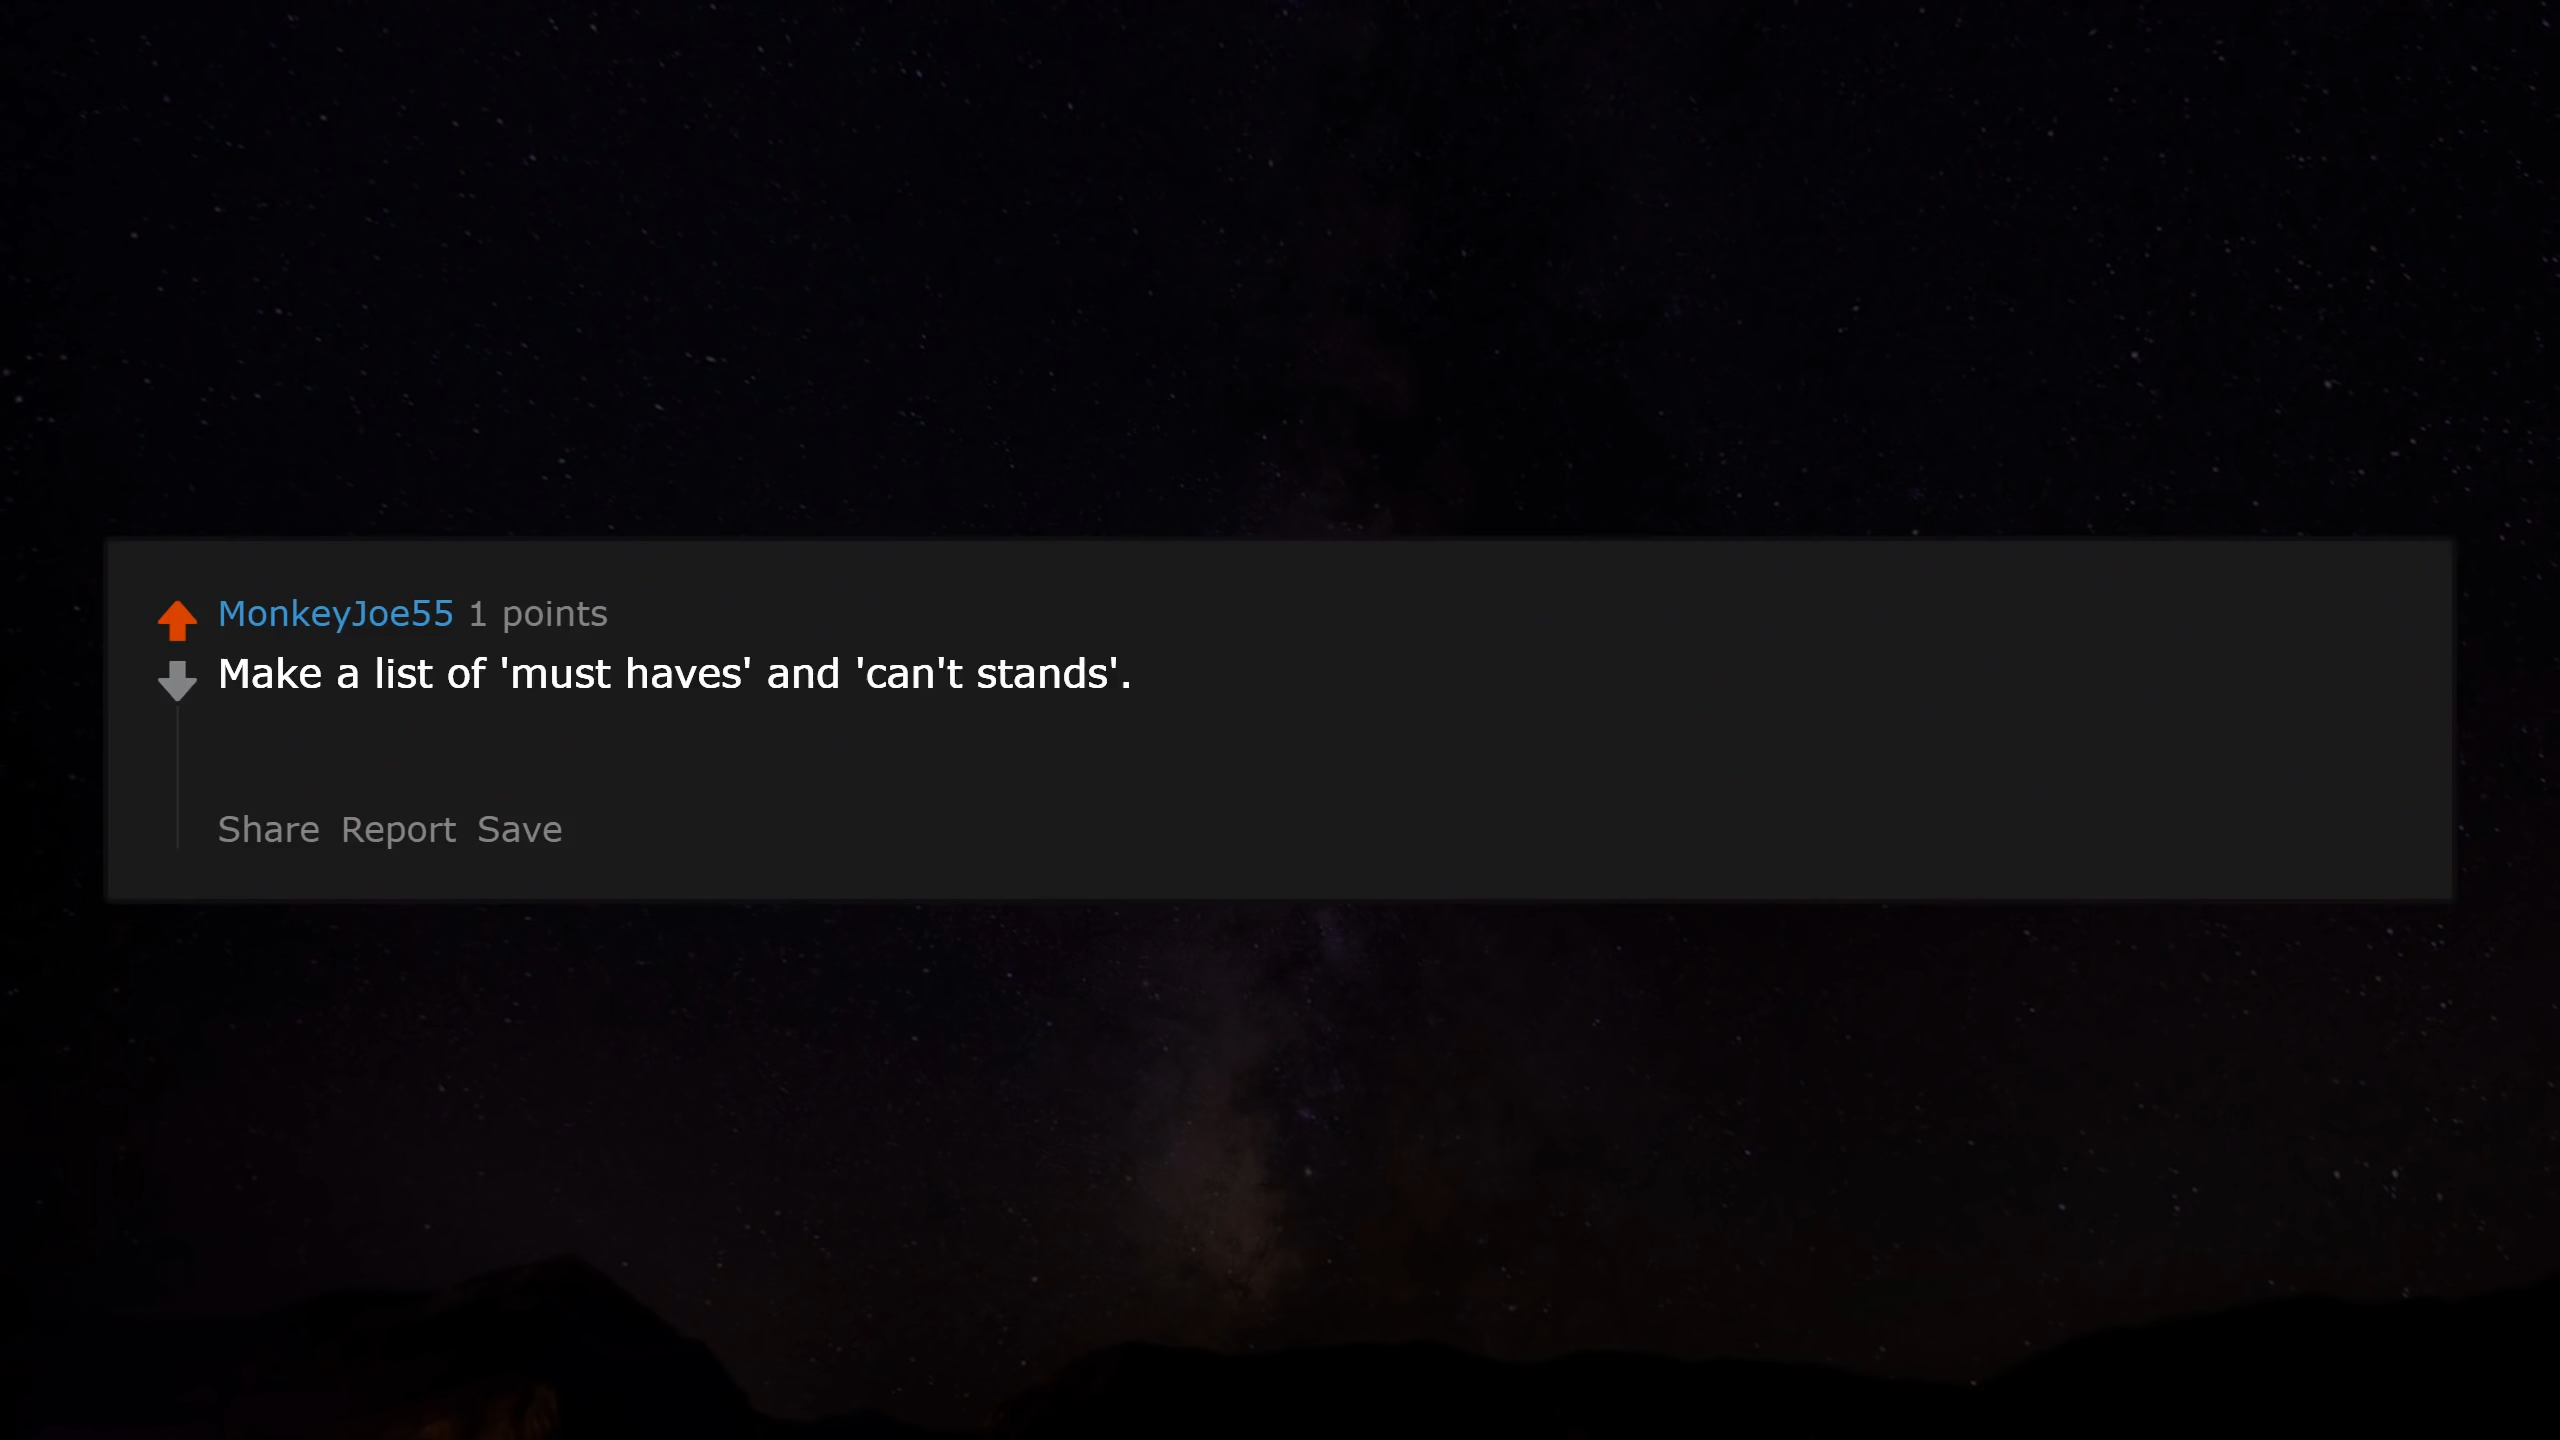 MonkeyJoe55 1 points
Make a list of 'must haves' and 'can't stands'.
Share Report Save